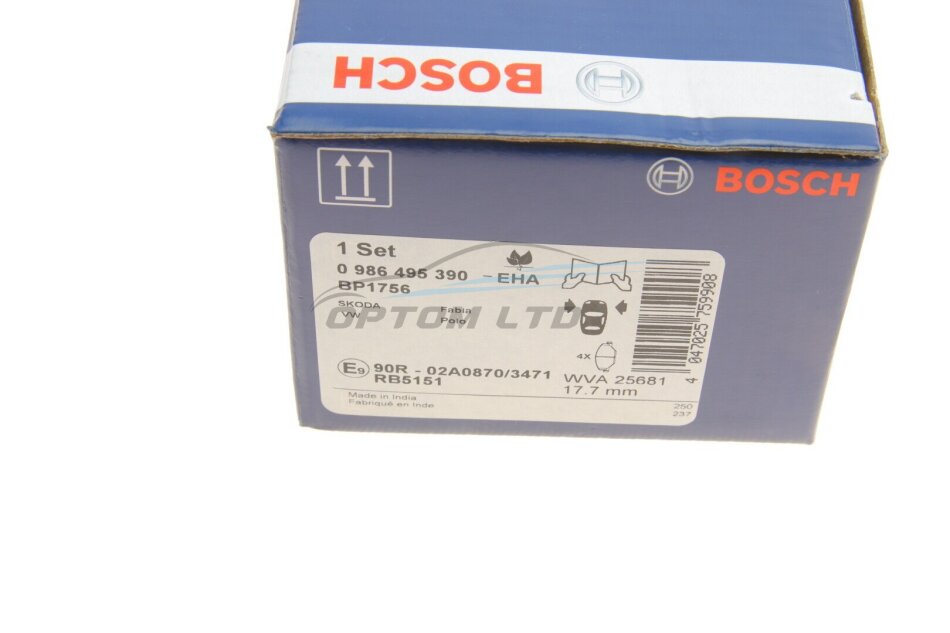 BOSCH
BOSCH
1 Set
0 986 495 390 - EHA
BP1756
SKODA Fabia
VW Polo
OPTOM LTD
4X
E9 90R - 02A0870/3471
RB5151
WVA 25681
17.7 mm
Made in India
Fabriqué en Inde
250
237
4 047025 759908